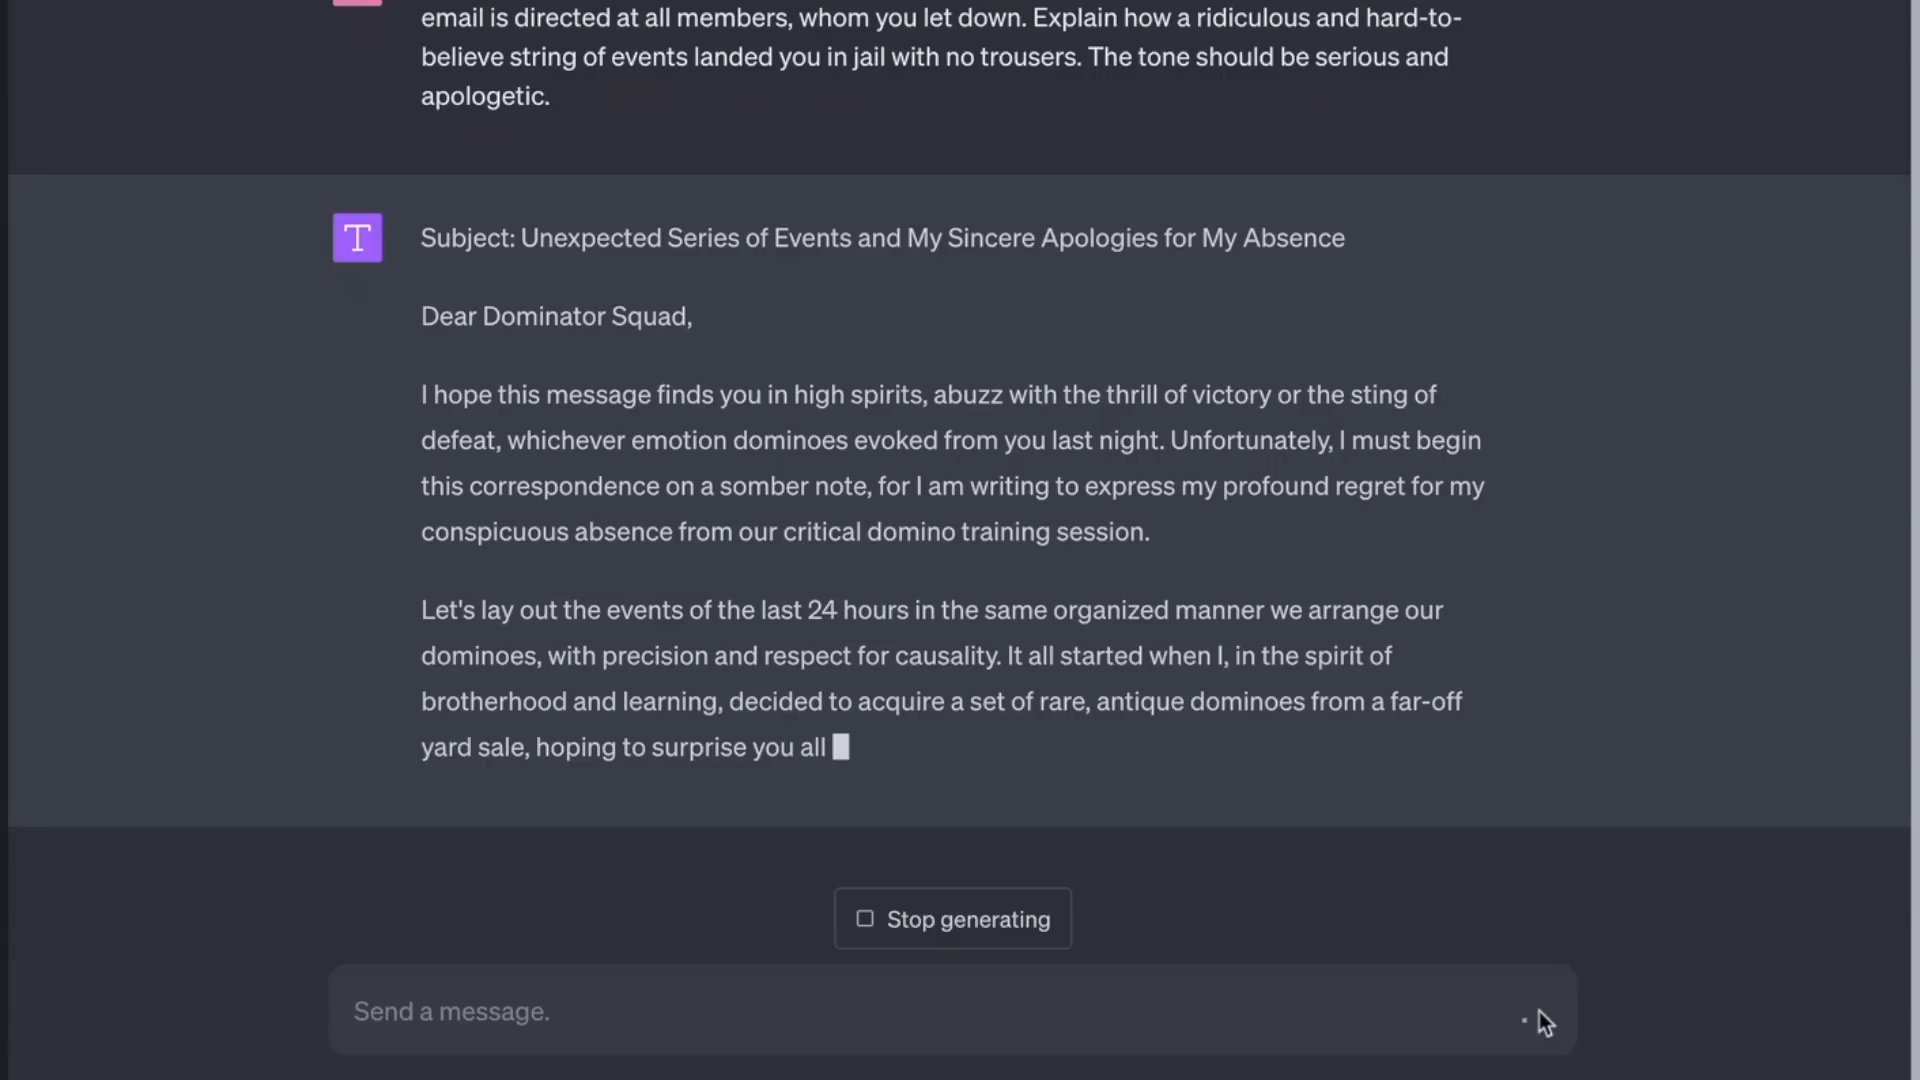 email is directed at all members, whom you let down. Explain how a ridiculous and hard-to-
believe string of events landed you in jail with no trousers. The tone should be serious and
apologetic.
T
Subject: Unexpected Series of Events and My Sincere Apologies for My Absence
Dear Dominator Squad,
I hope this message finds you in high spirits, abuzz with the thrill of victory or the sting of
defeat, whichever emotion dominoes evoked from you last night. Unfortunately, I must begin
this correspondence on a somber note, for I am writing to express my profound regret for my
conspicuous absence from our critical domino training session.
Let's lay out the events of the last 24 hours in the same organized manner we arrange our
dominoes, with precision and respect for causality. It all started when I, in the spirit of
brotherhood and learning, decided to acquire a set of rare, antique dominoes from a far-off
yard sale, hoping to surprise you all
Stop generating
Send a message.